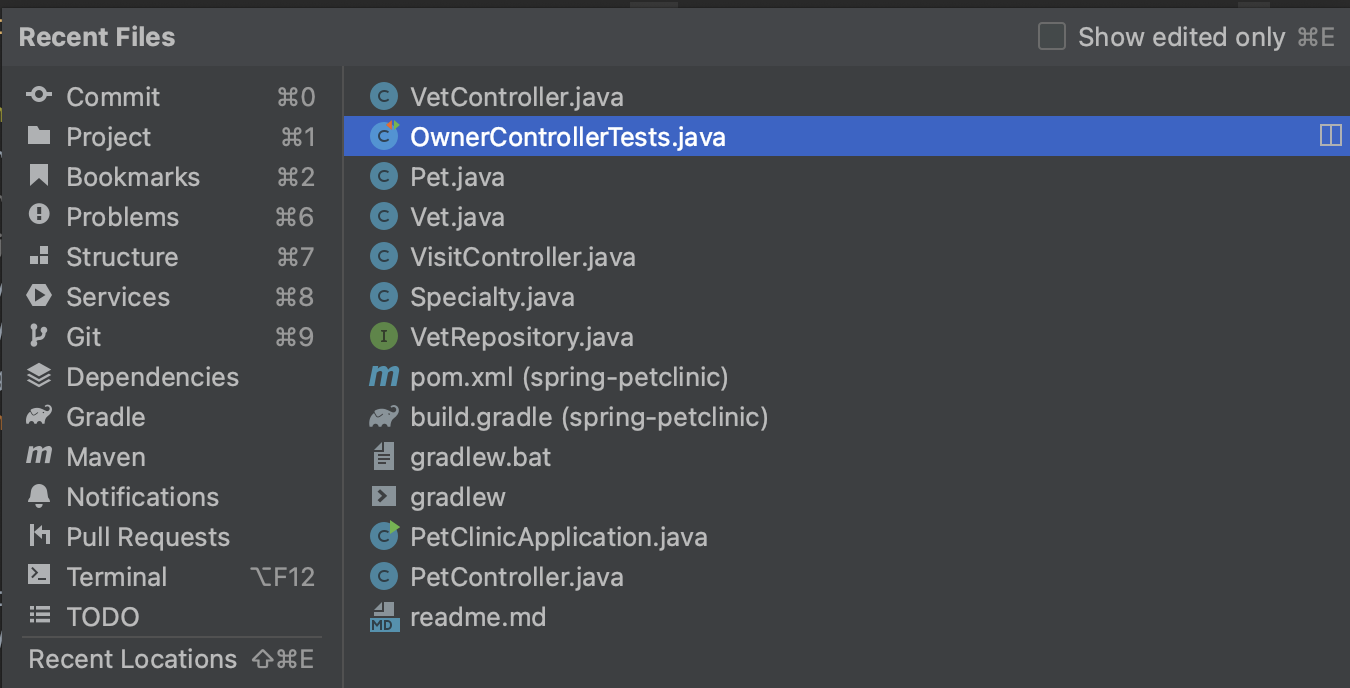 Recent Files
Show edited only ⌘E
Commit ⌘0
Project ⌘1
Bookmarks ⌘2
Problems ⌘6
Structure ⌘7
Services ⌘8
Git ⌘9
Dependencies
Gradle
Maven
Notifications
Pull Requests
Terminal ⌥F12
TODO
Recent Locations ⇧⌘E
VetController.java
OwnerControllerTests.java
Pet.java
Vet.java
VisitController.java
Specialty.java
VetRepository.java
pom.xml (spring-petclinic)
build.gradle (spring-petclinic)
gradlew.bat
gradlew
PetClinicApplication.java
PetController.java
readme.md